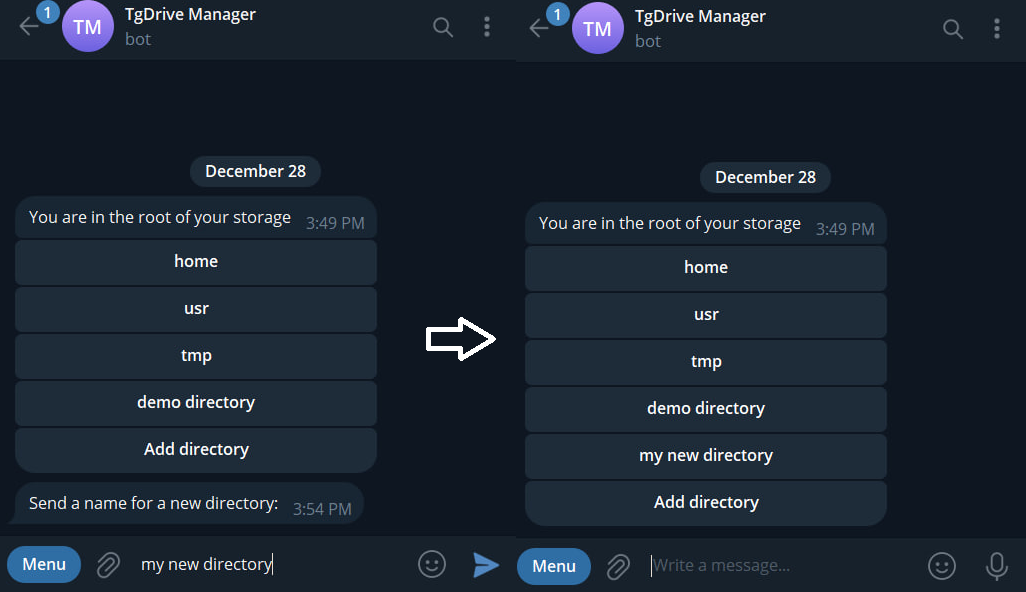 1
TM
TgDrive Manager
bot
December 28
You are in the root of your storage 3:49 PM
home
usr
tmp
demo directory
Add directory
Send a name for a new directory: 3:54 PM
Menu
my new directory
1
TM
TgDrive Manager
bot
December 28
You are in the root of your storage 3:49 PM
home
usr
tmp
demo directory
my new directory
Add directory
Menu
Write a message...